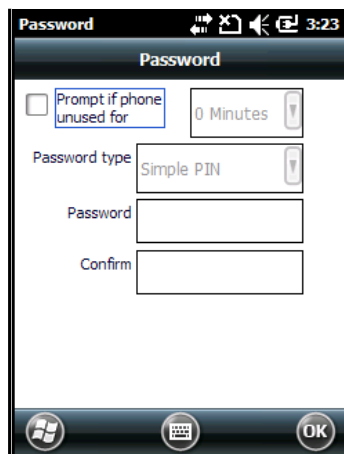 Password 3:23
Password
Prompt if phone
unused for
0 Minutes
Password type
Simple PIN
Password
Confirm
OK